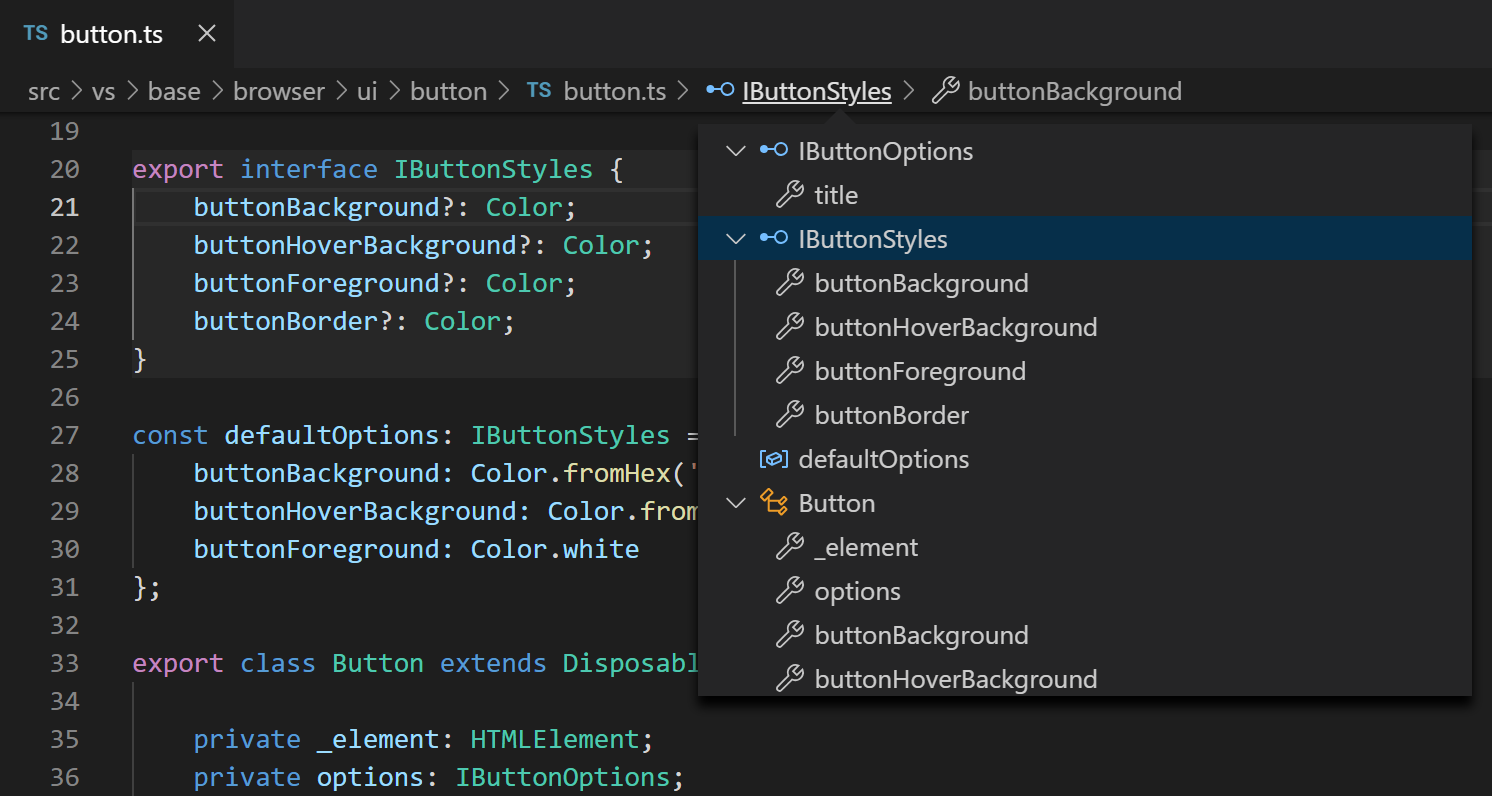 TS button.ts
src > vs > base > browser > ui > button > TS button.ts > IButtonStyles > buttonBackground
19
20 export interface IButtonStyles {
21     buttonBackground?: Color;
22     buttonHoverBackground?: Color;
23     buttonForeground?: Color;
24     buttonBorder?: Color;
25 }
26
27 const defaultOptions: IButtonStyles =
28     buttonBackground: Color.fromHex('
29     buttonHoverBackground: Color.from
30     buttonForeground: Color.white
31 };
32
33 export class Button extends Disposabl
34
35     private _element: HTMLElement;
36     private options: IButtonOptions;
IButtonOptions
title
IButtonStyles
buttonBackground
buttonHoverBackground
buttonForeground
buttonBorder
defaultOptions
Button
_element
options
buttonBackground
buttonHoverBackground